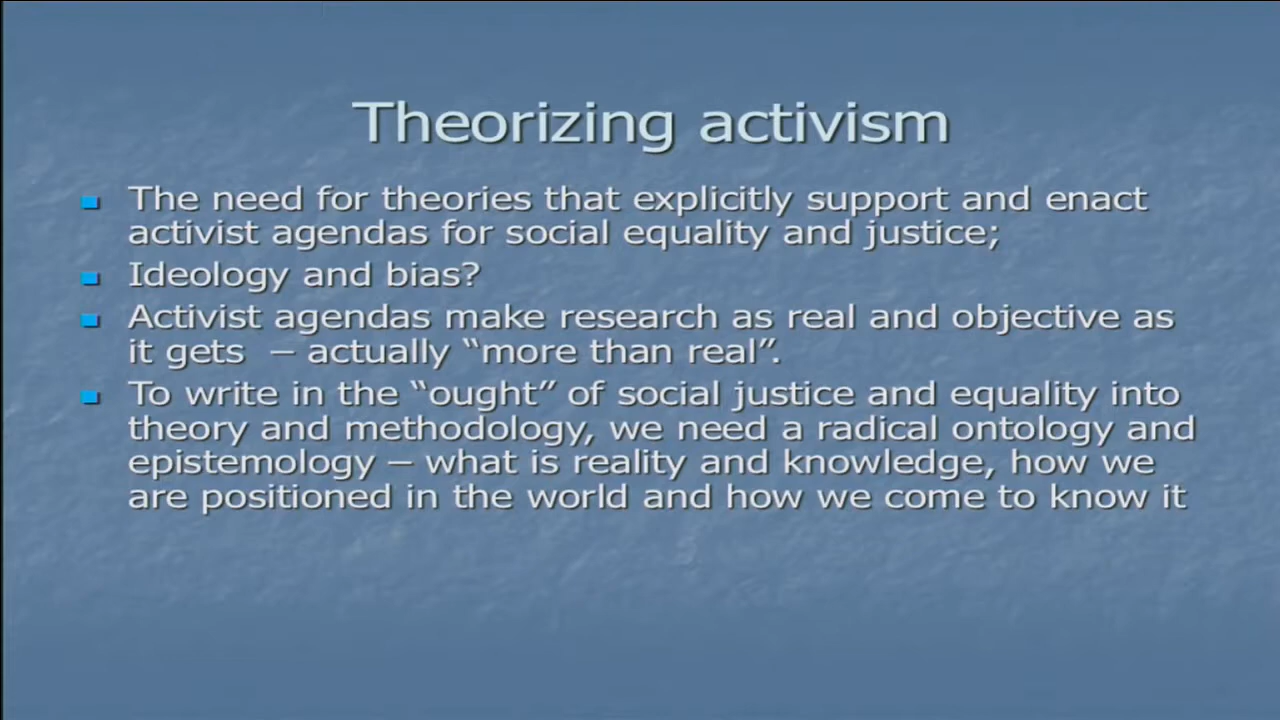 Theorizing activism
The need for theories that explicitly support and enact
activist agendas for social equality and justice;
Ideology and bias?
Activist agendas make research as real and objective as
it gets – actually “more than real”.
To write in the “ought” of social justice and equality into
theory and methodology, we need a radical ontology and
epistemology – what is reality and knowledge, how we
are positioned in the world and how we come to know it